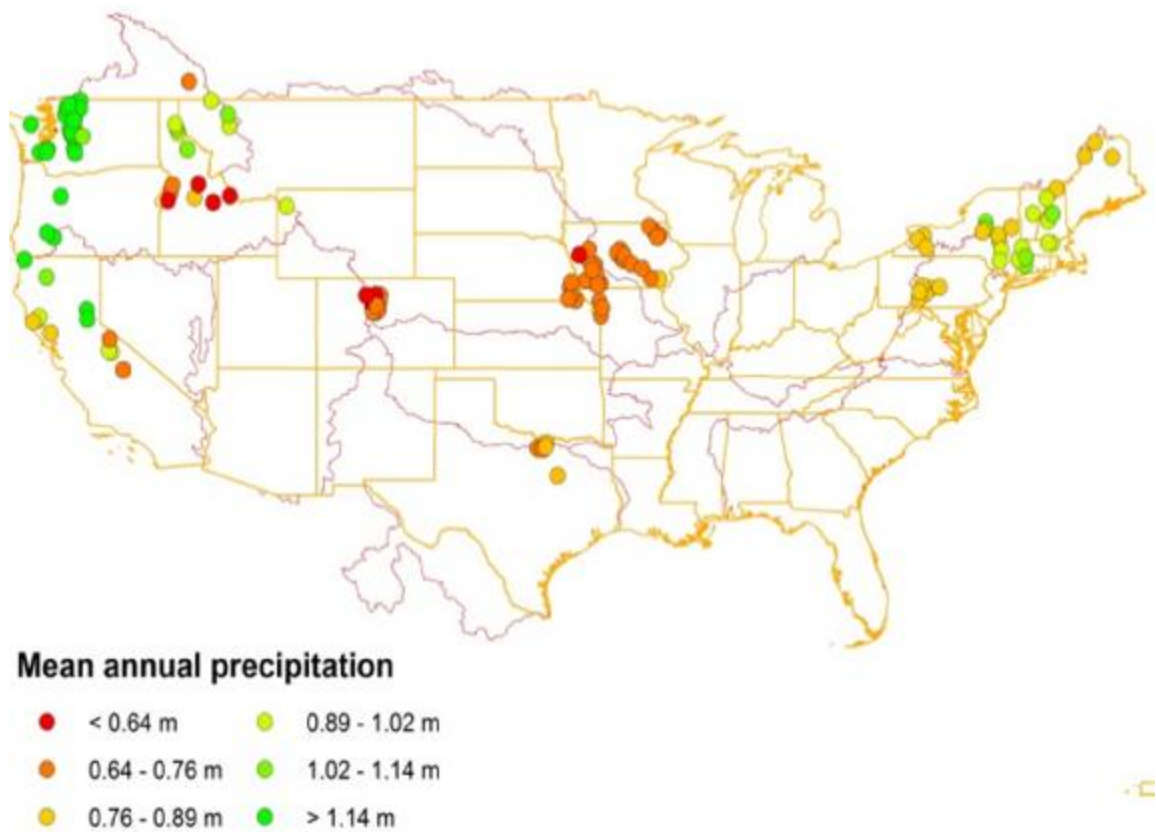 Mean annual precipitation
< 0.64 m
0.64 - 0.76 m
0.76 - 0.89 m
0.89 - 1.02 m
1.02 - 1.14 m
> 1.14 m